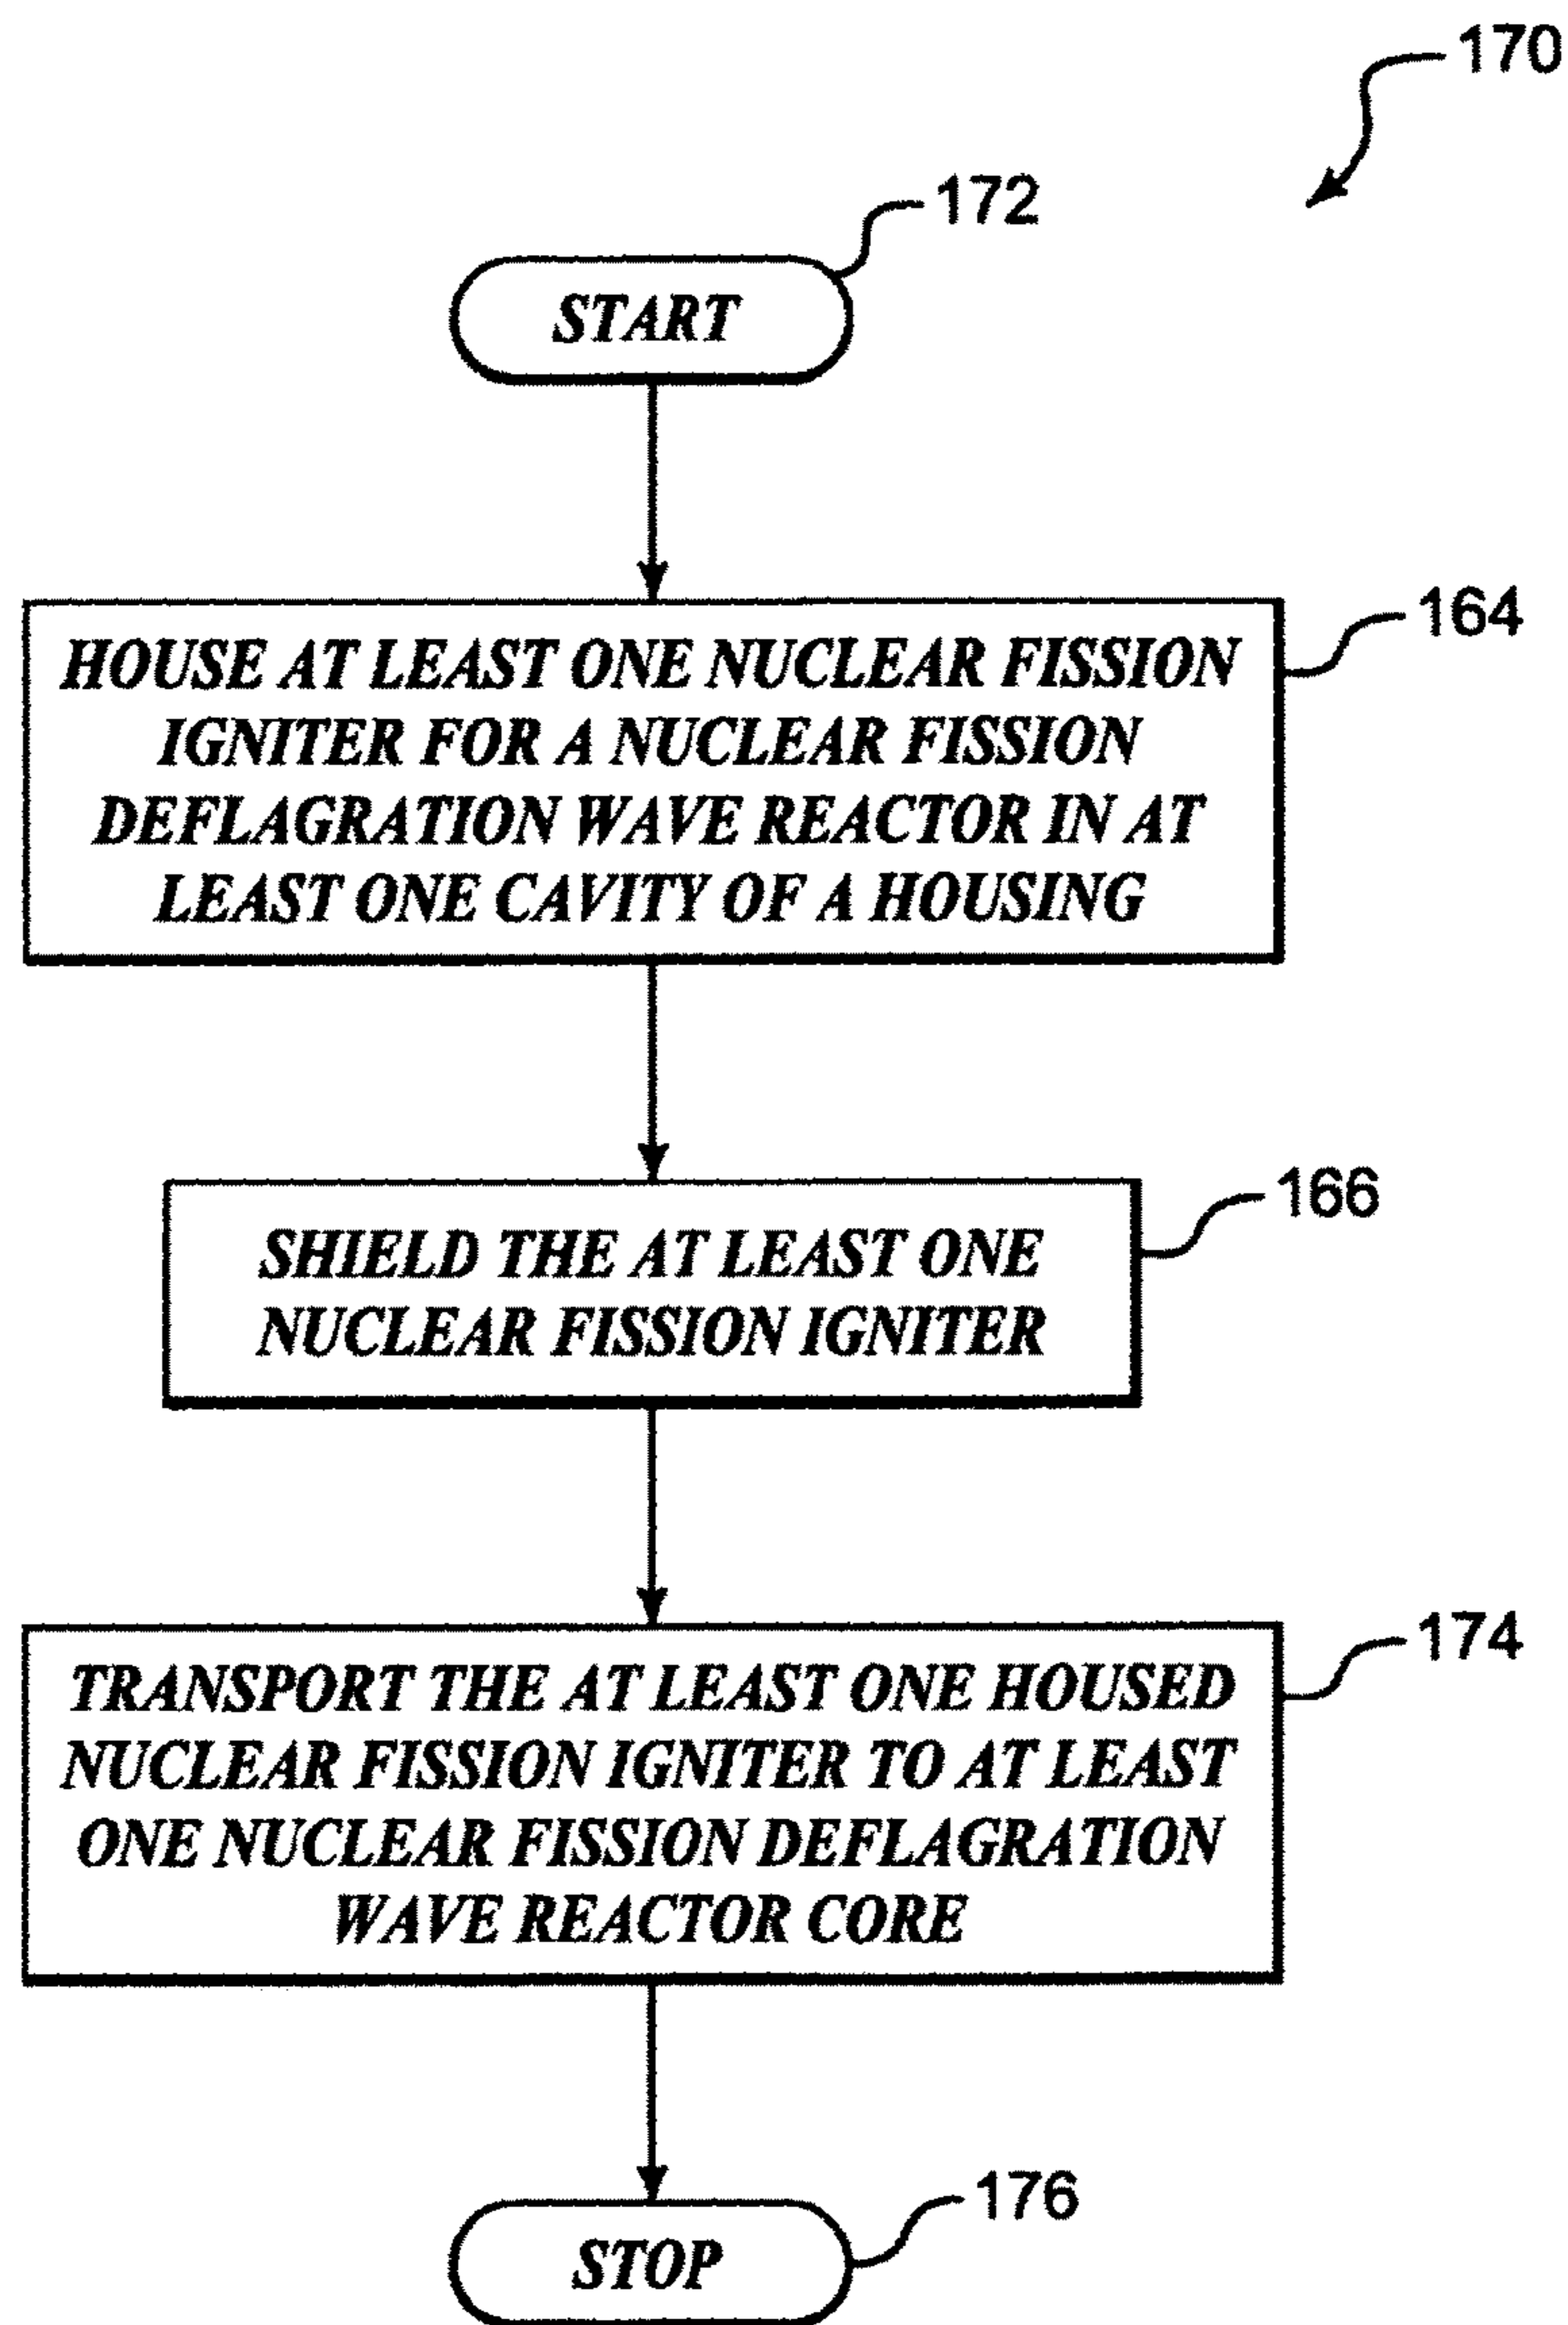 170
172
START
164
HOUSE AT LEAST ONE NUCLEAR FISSION
IGNITER FOR A NUCLEAR FISSION
DEFLAGRATION WAVE REACTOR IN AT
LEAST ONE CAVITY OF A HOUSING
166
SHIELD THE AT LEAST ONE
NUCLEAR FISSION IGNITER
174
TRANSPORT THE AT LEAST ONE HOUSED
NUCLEAR FISSION IGNITER TO AT LEAST
ONE NUCLEAR FISSION DEFLAGRATION
WAVE REACTOR CORE
176
STOP